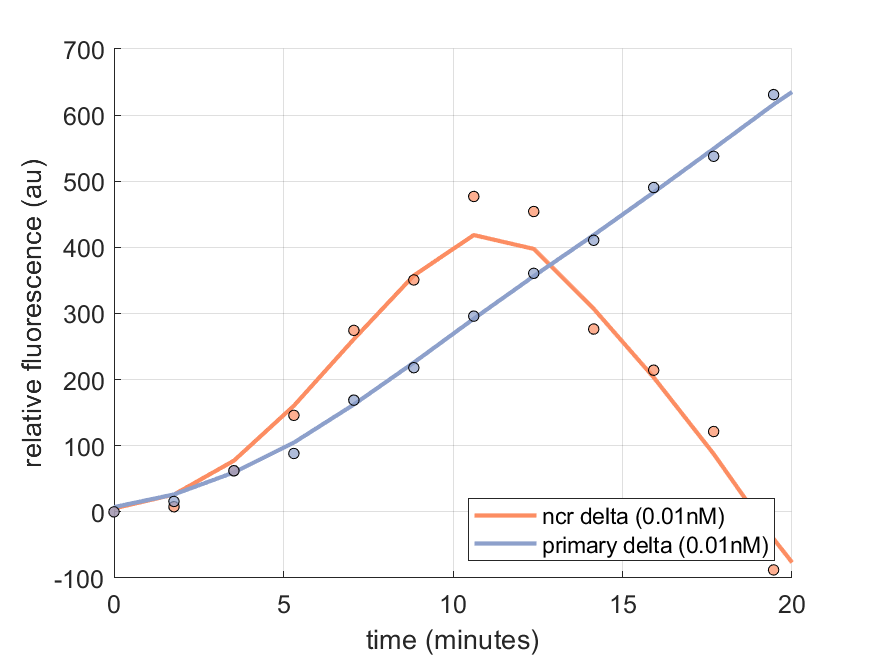 700
600
500
400
300
200
100
0
-100
0 5 10 15 20
relative fluorescence (au)
time (minutes)
ncr delta (0.01nM)
primary delta (0.01nM)